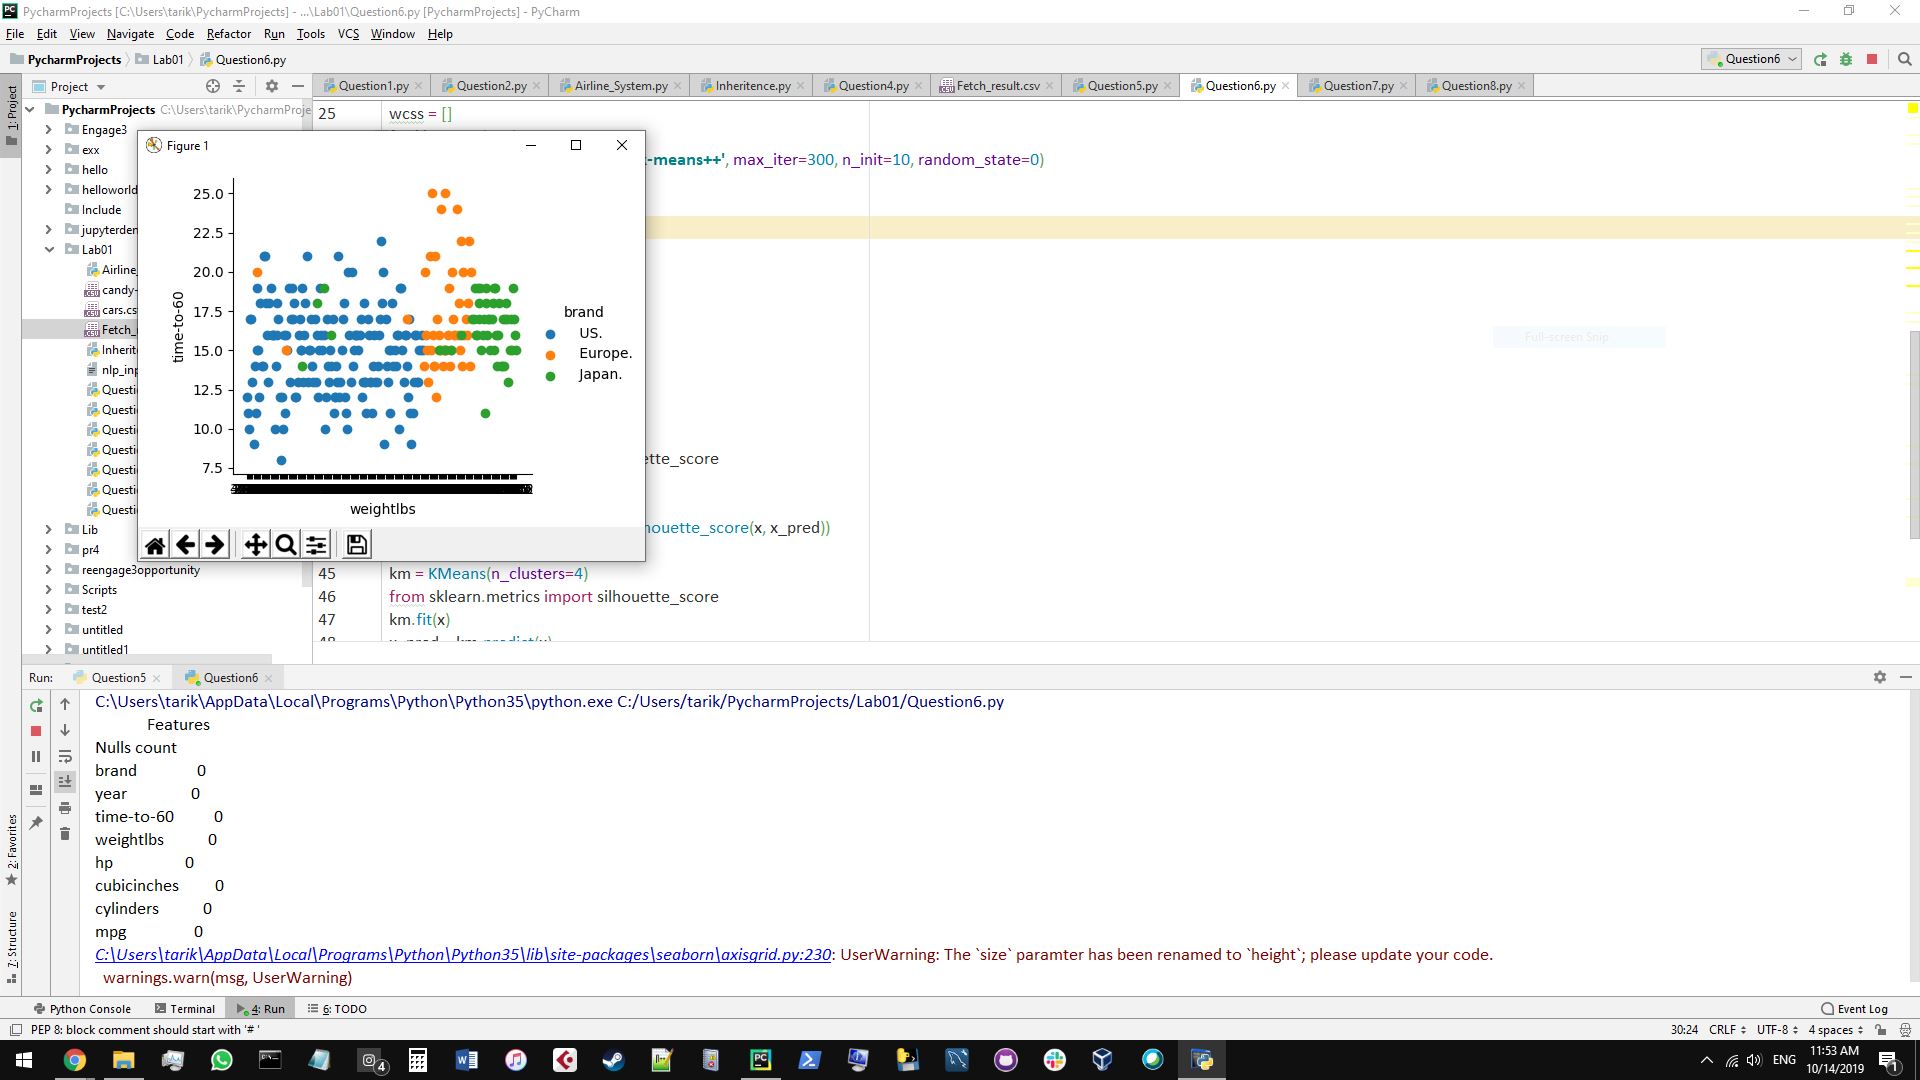 PycharmProjects [C:\Users\tarik\PycharmProjects] - ...\Lab01\Question6.py [PycharmProjects] - PyCharm
File Edit View Navigate Code Refactor Run Tools VCS Window Help
PycharmProjects Lab01 Question6.py
Question6
Project
Question1.py Question2.py Airline_System.py Inheritence.py Question4.py Fetch_result.csv Question5.py Question6.py Question7.py Question8.py
1: Project
PycharmProjects C:\Users\tarik\PycharmProje
Engage3
exx
hello
helloworld
Include
jupyterden
Lab01
Airline_
candy-
cars.cs
Fetch_r
Inherite
nlp_inp
Questi
Questi
Questi
Questi
Questi
Questi
Questi
Lib
pr4
reengage3opportunity
Scripts
test2
untitled
untitled1
25 wcss = []
-means++', max_iter=300, n_init=10, random_state=0)
Full-screen Snip
ette_score
houette_score(x, x_pred))
45 km = KMeans(n_clusters=4)
46 from sklearn.metrics import silhouette_score
47 km.fit(x)
Figure 1
25.0
22.5
20.0
17.5
15.0
12.5
10.0
7.5
time-to-60
weightlbs
brand
US.
Europe.
Japan.
Run: Question5 Question6
C:\Users\tarik\AppData\Local\Programs\Python\Python35\python.exe C:/Users/tarik/PycharmProjects/Lab01/Question6.py
Features
Nulls count
brand 0
year 0
time-to-60 0
weightlbs 0
hp 0
cubicinches 0
cylinders 0
mpg 0
C:\Users\tarik\AppData\Local\Programs\Python\Python35\lib\site-packages\seaborn\axisgrid.py:230: UserWarning: The `size` paramter has been renamed to `height`; please update your code.
warnings.warn(msg, UserWarning)
2: Favorites
7: Structure
Python Console Terminal 4: Run 6: TODO Event Log
PEP 8: block comment should start with '# ' 30:24 CRLF UTF-8 4 spaces
4
ENG
11:53 AM
10/14/2019
1